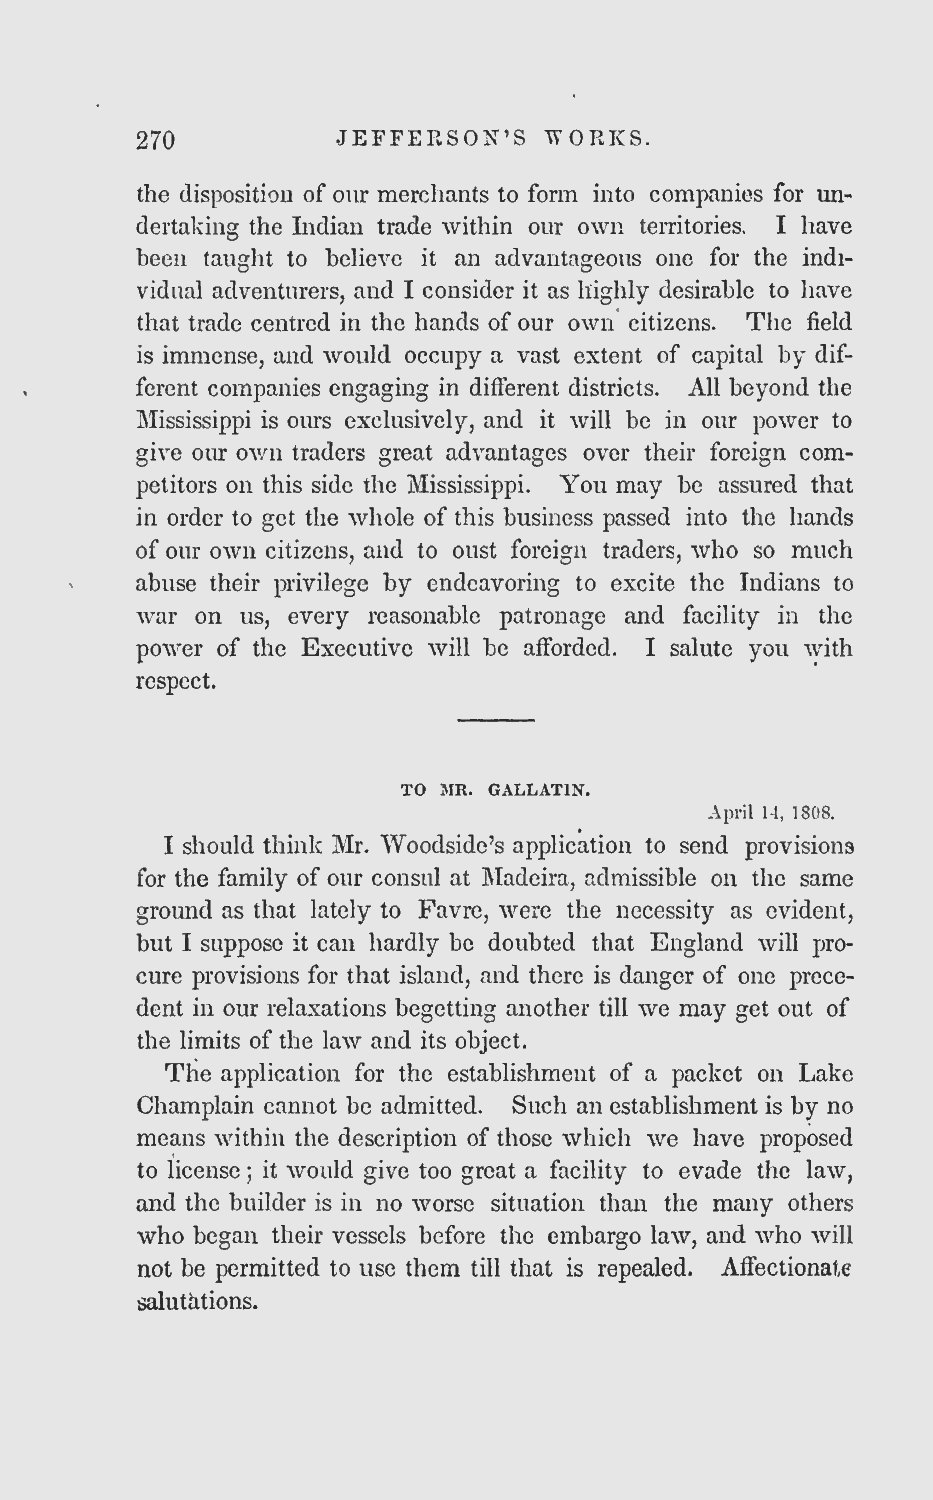 270 JEFFERSON'S WORKS.
the disposition of our merchants to form into companies for un-
dertaking the Indian trade within our own territories. I have
been taught to believe it an advantageous one for the indi-
vidual adventurers, and I consider it as highly desirable to have
that trade centred in the hands of our own citizens. The field
is immense, and would occupy a vast extent of capital by dif-
ferent companies engaging in different districts. All beyond the
Mississippi is ours exclusively, and it will be in our power to
give our own traders great advantages over their foreign com-
petitors on this side the Mississippi. You may be assured that
in order to get the whole of this business passed into the hands
of our own citizens, and to oust foreign traders, who so much
abuse their privilege by endeavoring to excite the Indians to
war on us, every reasonable patronage and facility in the
power of the Executive will be afforded. I salute you with
respect.
TO MR. GALLATIN.
April 14, 1808.
I should think Mr. Woodside's application to send provisions
for the family of our consul at Madeira, admissible on the same
ground as that lately to Favre, were the necessity as evident,
but I suppose it can hardly be doubted that England will pro-
cure provisions for that island, and there is danger of one prece-
dent in our relaxations begetting another till we may get out of
the limits of the law and its object.
The application for the establishment of a packet on Lake
Champlain cannot be admitted. Such an establishment is by no
means within the description of those which we have proposed
to license; it would give too great a facility to evade the law,
and the builder is in no worse situation than the many others
who began their vessels before the embargo law, and who will
not be permitted to use them till that is repealed. Affectionate
salutations.